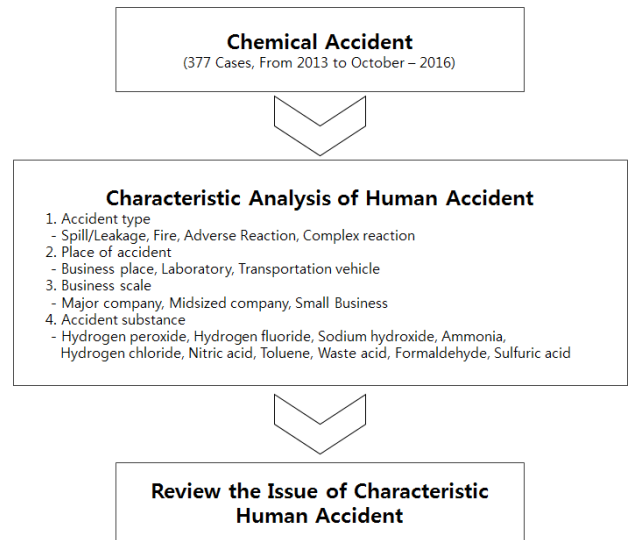 Chemical Accident
(377 Cases, From 2013 to October – 2016)
Characteristic Analysis of Human Accident
1. Accident type
- Spill/Leakage, Fire, Adverse Reaction, Complex reaction
2. Place of accident
- Business place, Laboratory, Transportation vehicle
3. Business scale
- Major company, Midsized company, Small Business
4. Accident substance
- Hydrogen peroxide, Hydrogen fluoride, Sodium hydroxide, Ammonia,
Hydrogen chloride, Nitric acid, Toluene, Waste acid, Formaldehyde, Sulfuric acid
Review the Issue of Characteristic
Human Accident